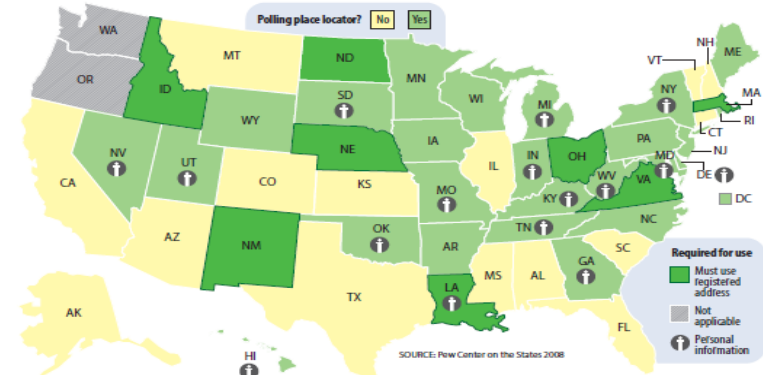 Polling place locator? No Yes
WA
MT
ND
MN
VT
NH
ME
OR
ID
SD
WI
MI
NY
MA
WY
RI
CT
NV
UT
NE
IA
IL
IN
OH
PA
NJ
MD
DE
CA
CO
KS
MO
KY
WV
VA
DC
AZ
NM
OK
AR
TN
NC
TX
LA
MS
AL
GA
SC
FL
AK
HI
Required for use
Must use
registered
address
Not
applicable
Personal
information
SOURCE: Pew Center on the States 2008